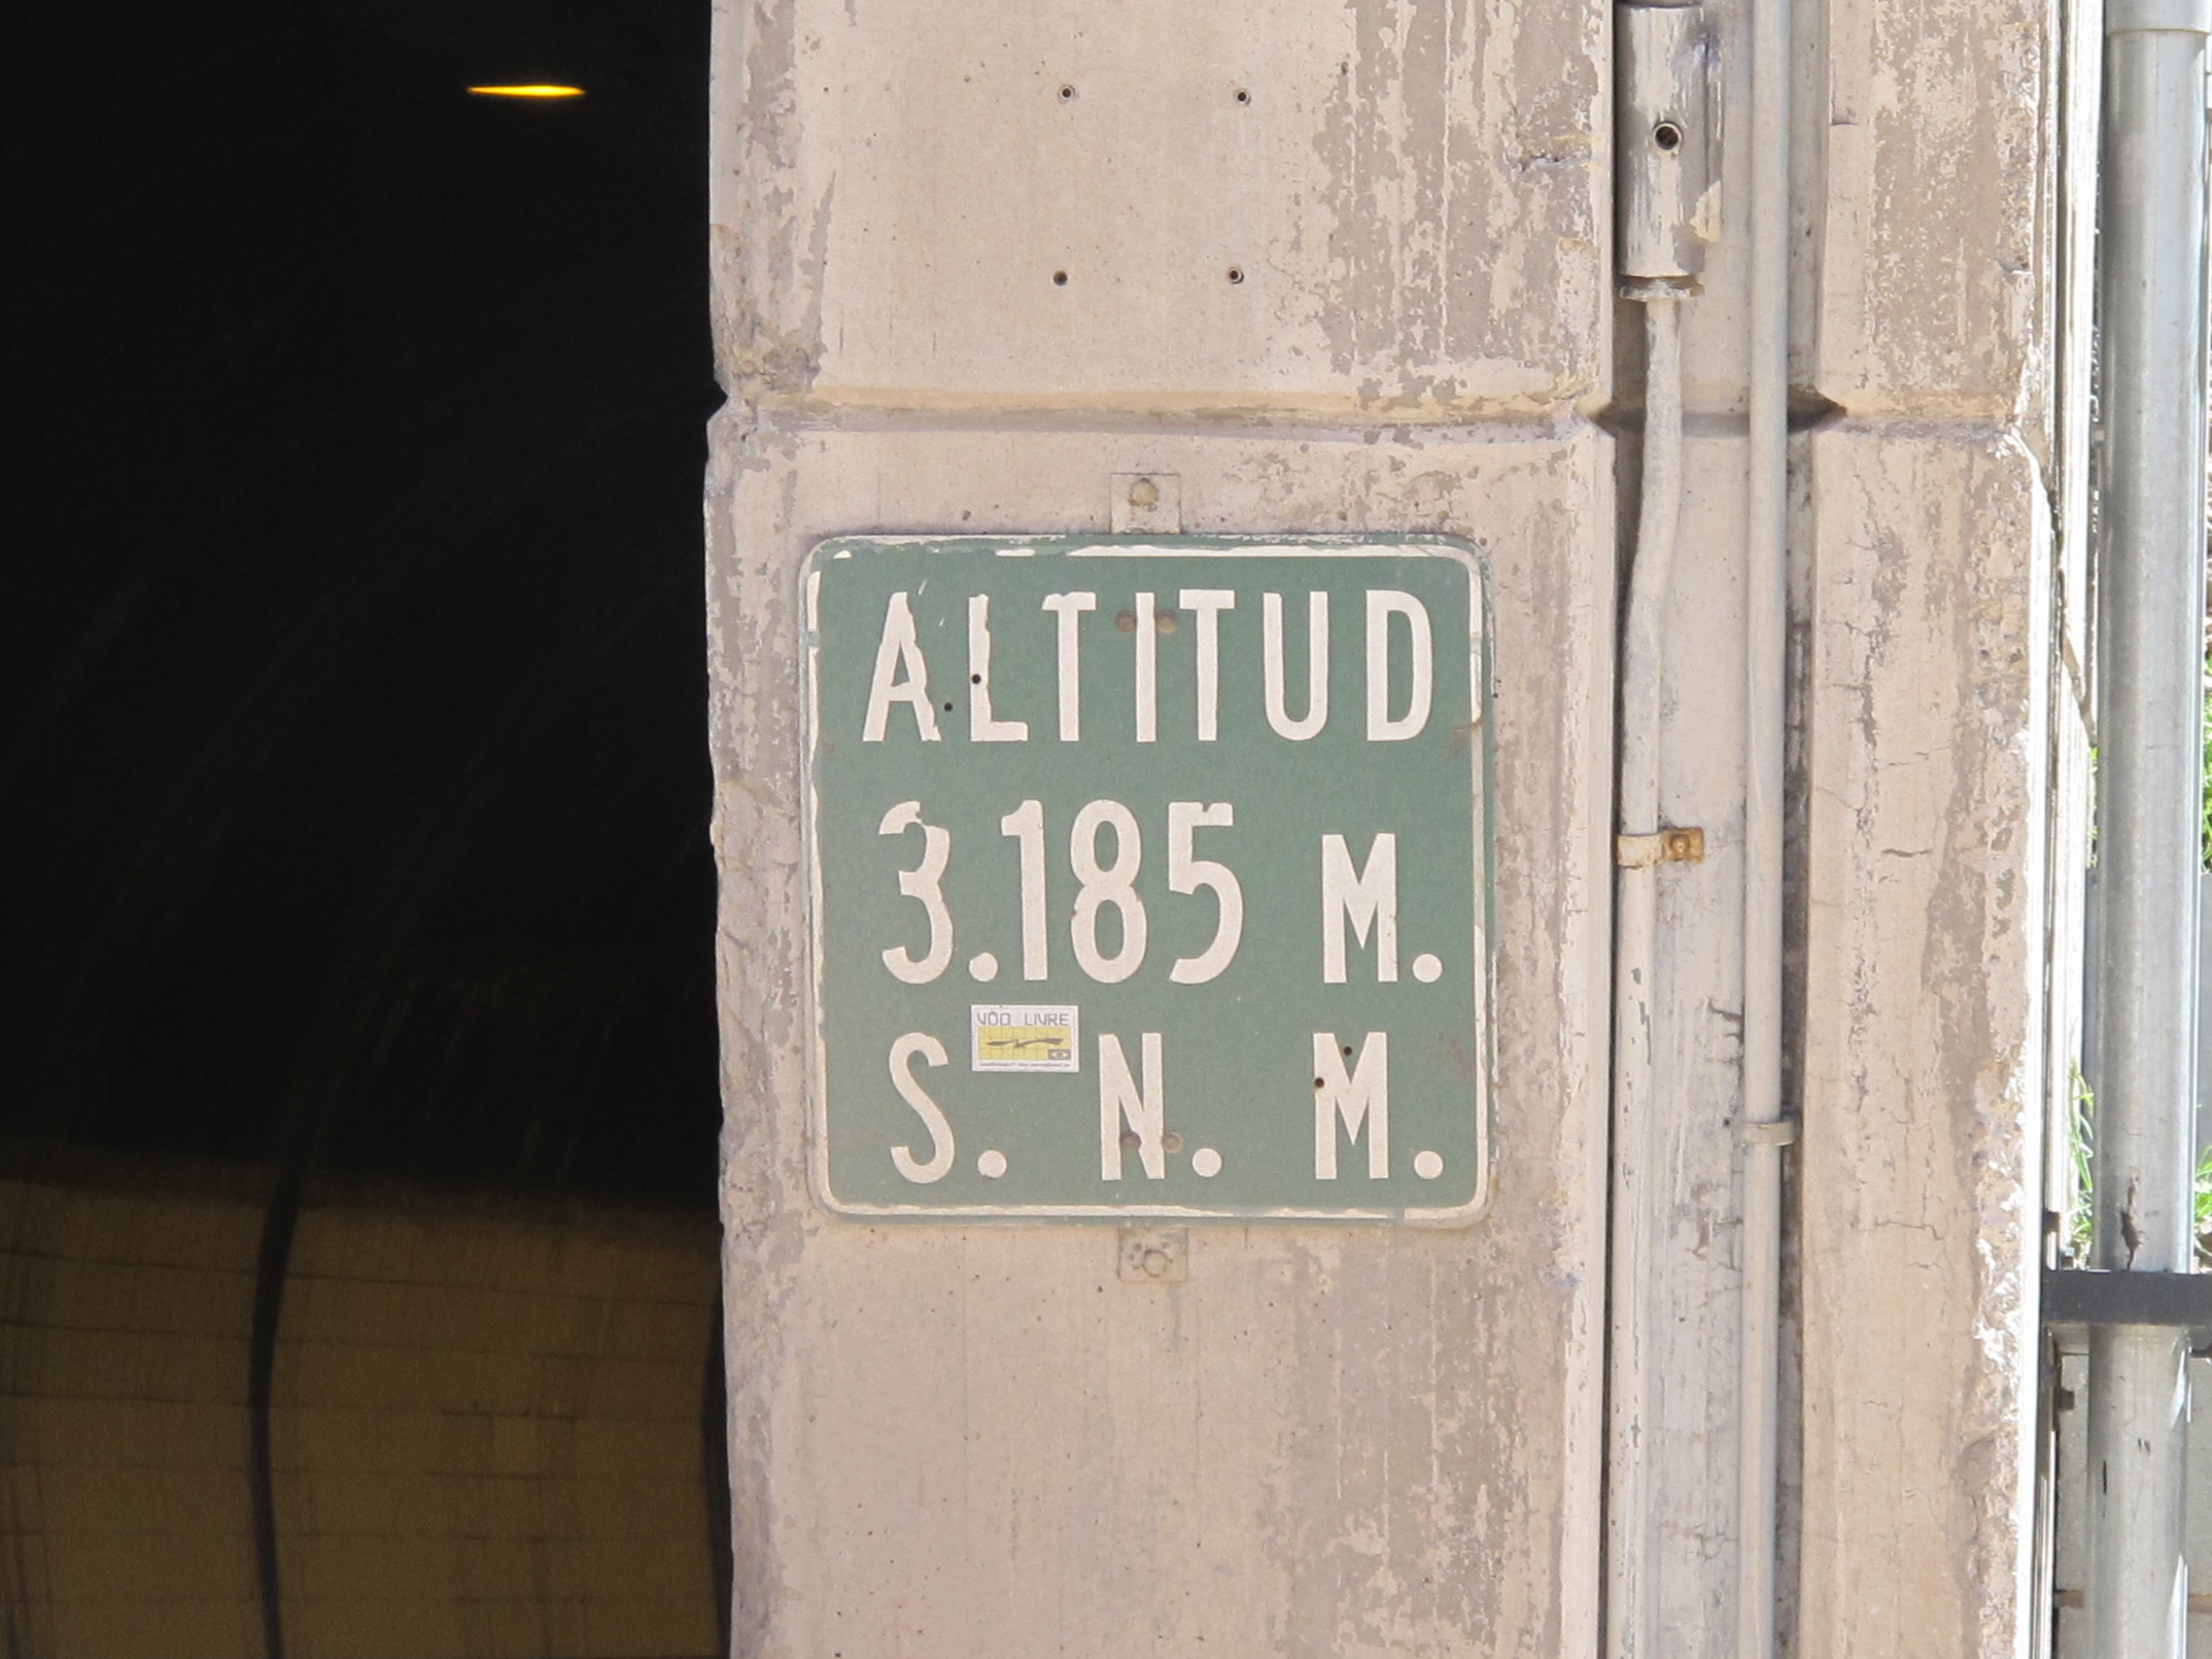 ALTITUD
3.185 M.
VÔO LIVRE
S. N. M.